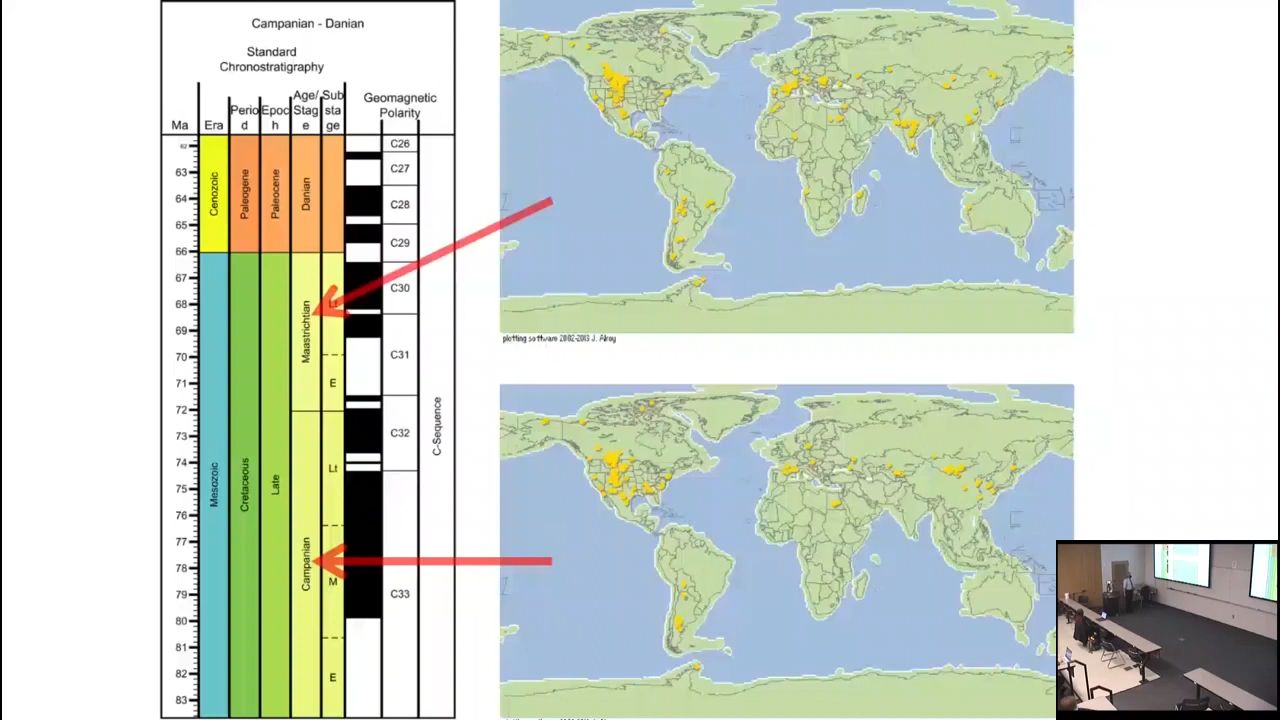 Campanian - Danian
Standard
Chronostratigraphy
Geomagnetic
Polarity
Ma
Era
Perio
d
Epoc
h
Age/
Stag
e
Sub
sta
ge
62
63
64
65
66
67
68
69
70
71
72
73
74
75
76
77
78
79
80
81
82
83
Cenozoic
Mesozoic
Paleogene
Cretaceous
Paleocene
Late
Danian
Maastrichtian
Campanian
E
Lt
M
E
C26
C27
C28
C29
C30
C31
C32
C33
C-Sequence
plotting software 2002-2013 J. Alroy